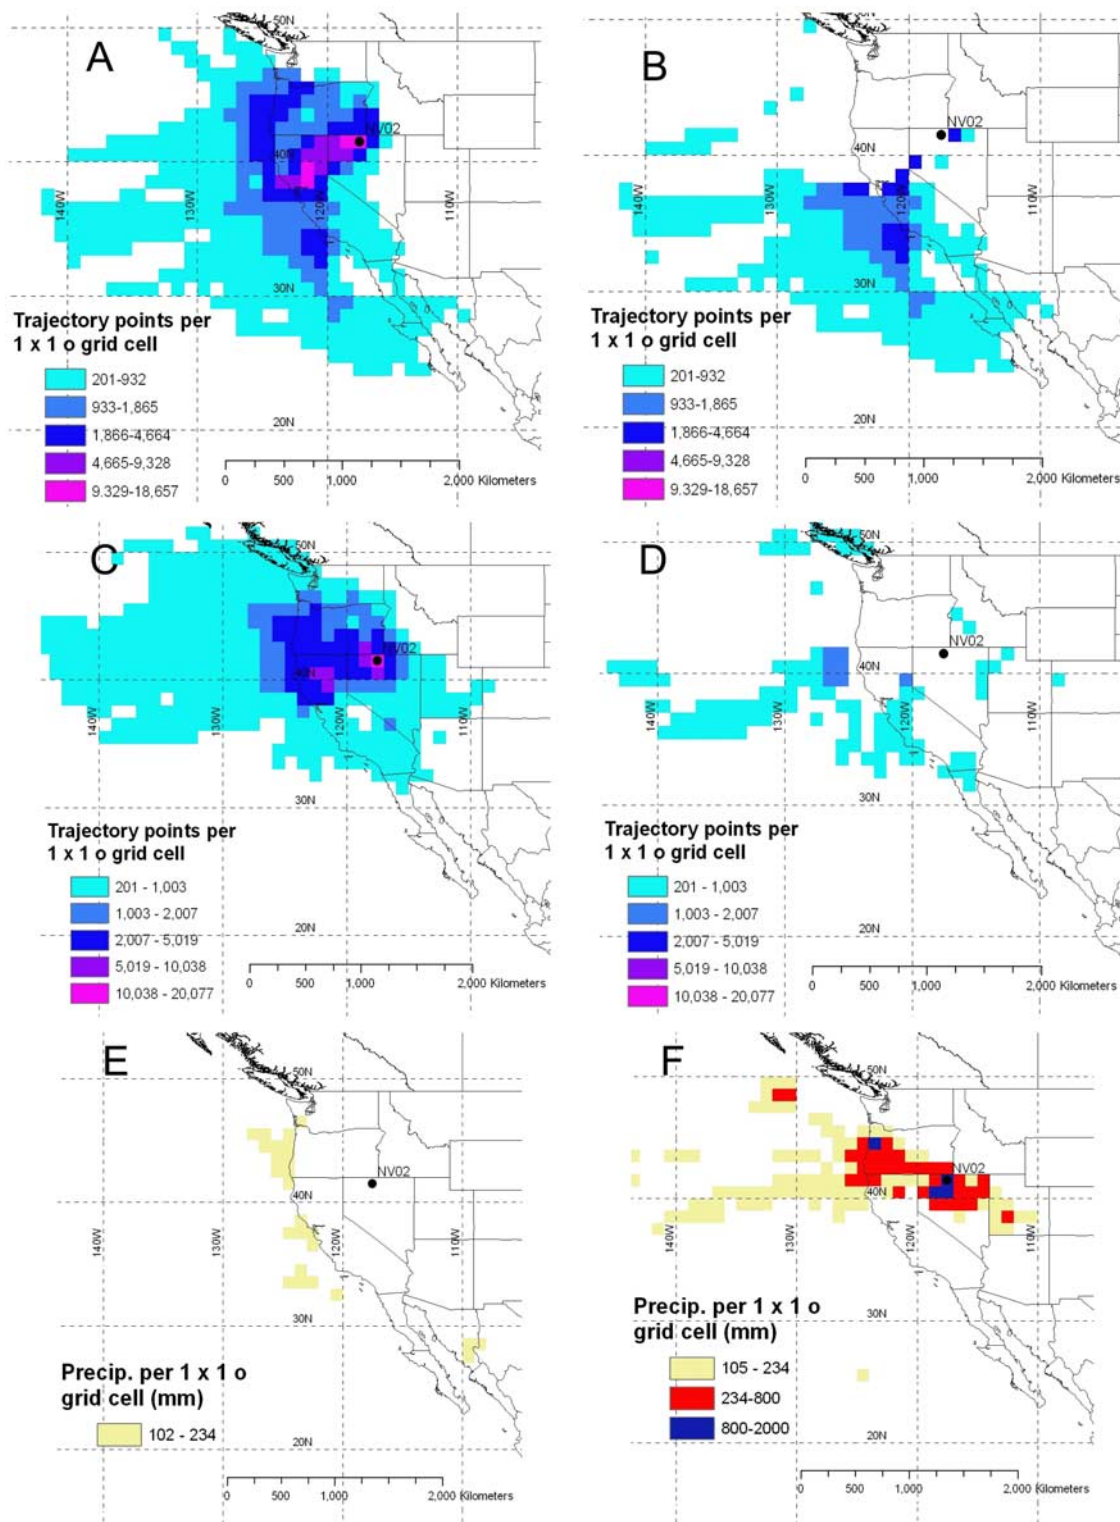 A
50N
NV02
40N
140W
130W
120W
110W
30N
Trajectory points per
1 x 1 o grid cell
201-932
933-1,865
1,866-4,664
4,665-9,328
9.329-18,657
20N
0 500 1,000 2,000 Kilometers
B
50N
NV02
40N
140W
130W
120W
110W
30N
Trajectory points per
1 x 1 o grid cell
201-932
933-1,865
1,866-4,664
4,665-9,328
9.329-18,657
20N
0 500 1,000 2,000 Kilometers
C
50N
NV02
40N
140W
130W
120W
110W
30N
Trajectory points per
1 x 1 o grid cell
201 - 1,003
1,003 - 2,007
2,007 - 5,019
5,019 - 10,038
10,038 - 20,077
20N
0 500 1,000 2,000 Kilometers
D
50N
NV02
40N
140W
130W
120W
110W
30N
Trajectory points per
1 x 1 o grid cell
201 - 1,003
1,003 - 2,007
2,007 - 5,019
5,019 - 10,038
10,038 - 20,077
20N
0 500 1,000 2,000 Kilometers
E
50N
NV02
40N
140W
130W
120W
110W
30N
Precip. per 1 x 1 o
grid cell (mm)
102 - 234
20N
0 500 1,000 2,000 Kilometers
F
50N
NV02
40N
140W
130W
120W
110W
30N
Precip. per 1 x 1 o
grid cell (mm)
105 - 234
234-800
800-2000
20N
0 500 1,000 2,000 Kilometers